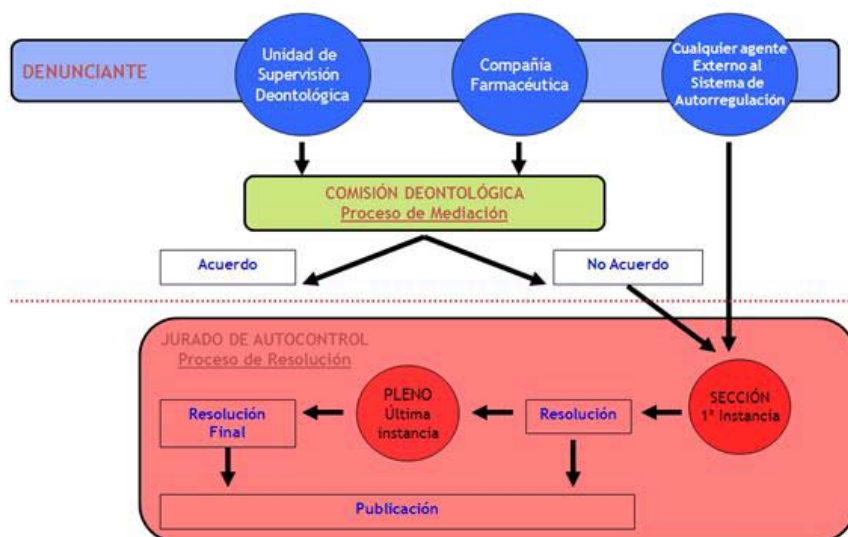 DENUNCIANTE
Unidad de
Supervisión
Deontológica
Compañía
Farmacéutica
Cualquier agente
Externo al
Sistema de
Autorregulación
COMISIÓN DEONTOLÓGICA
Proceso de Mediación
Acuerdo
No Acuerdo
JURADO DE AUTOCONTROL
Proceso de Resolución
SECCIÓN
1ª Instancia
Resolución
PLENO
Última
instancia
Resolución
Final
Publicación